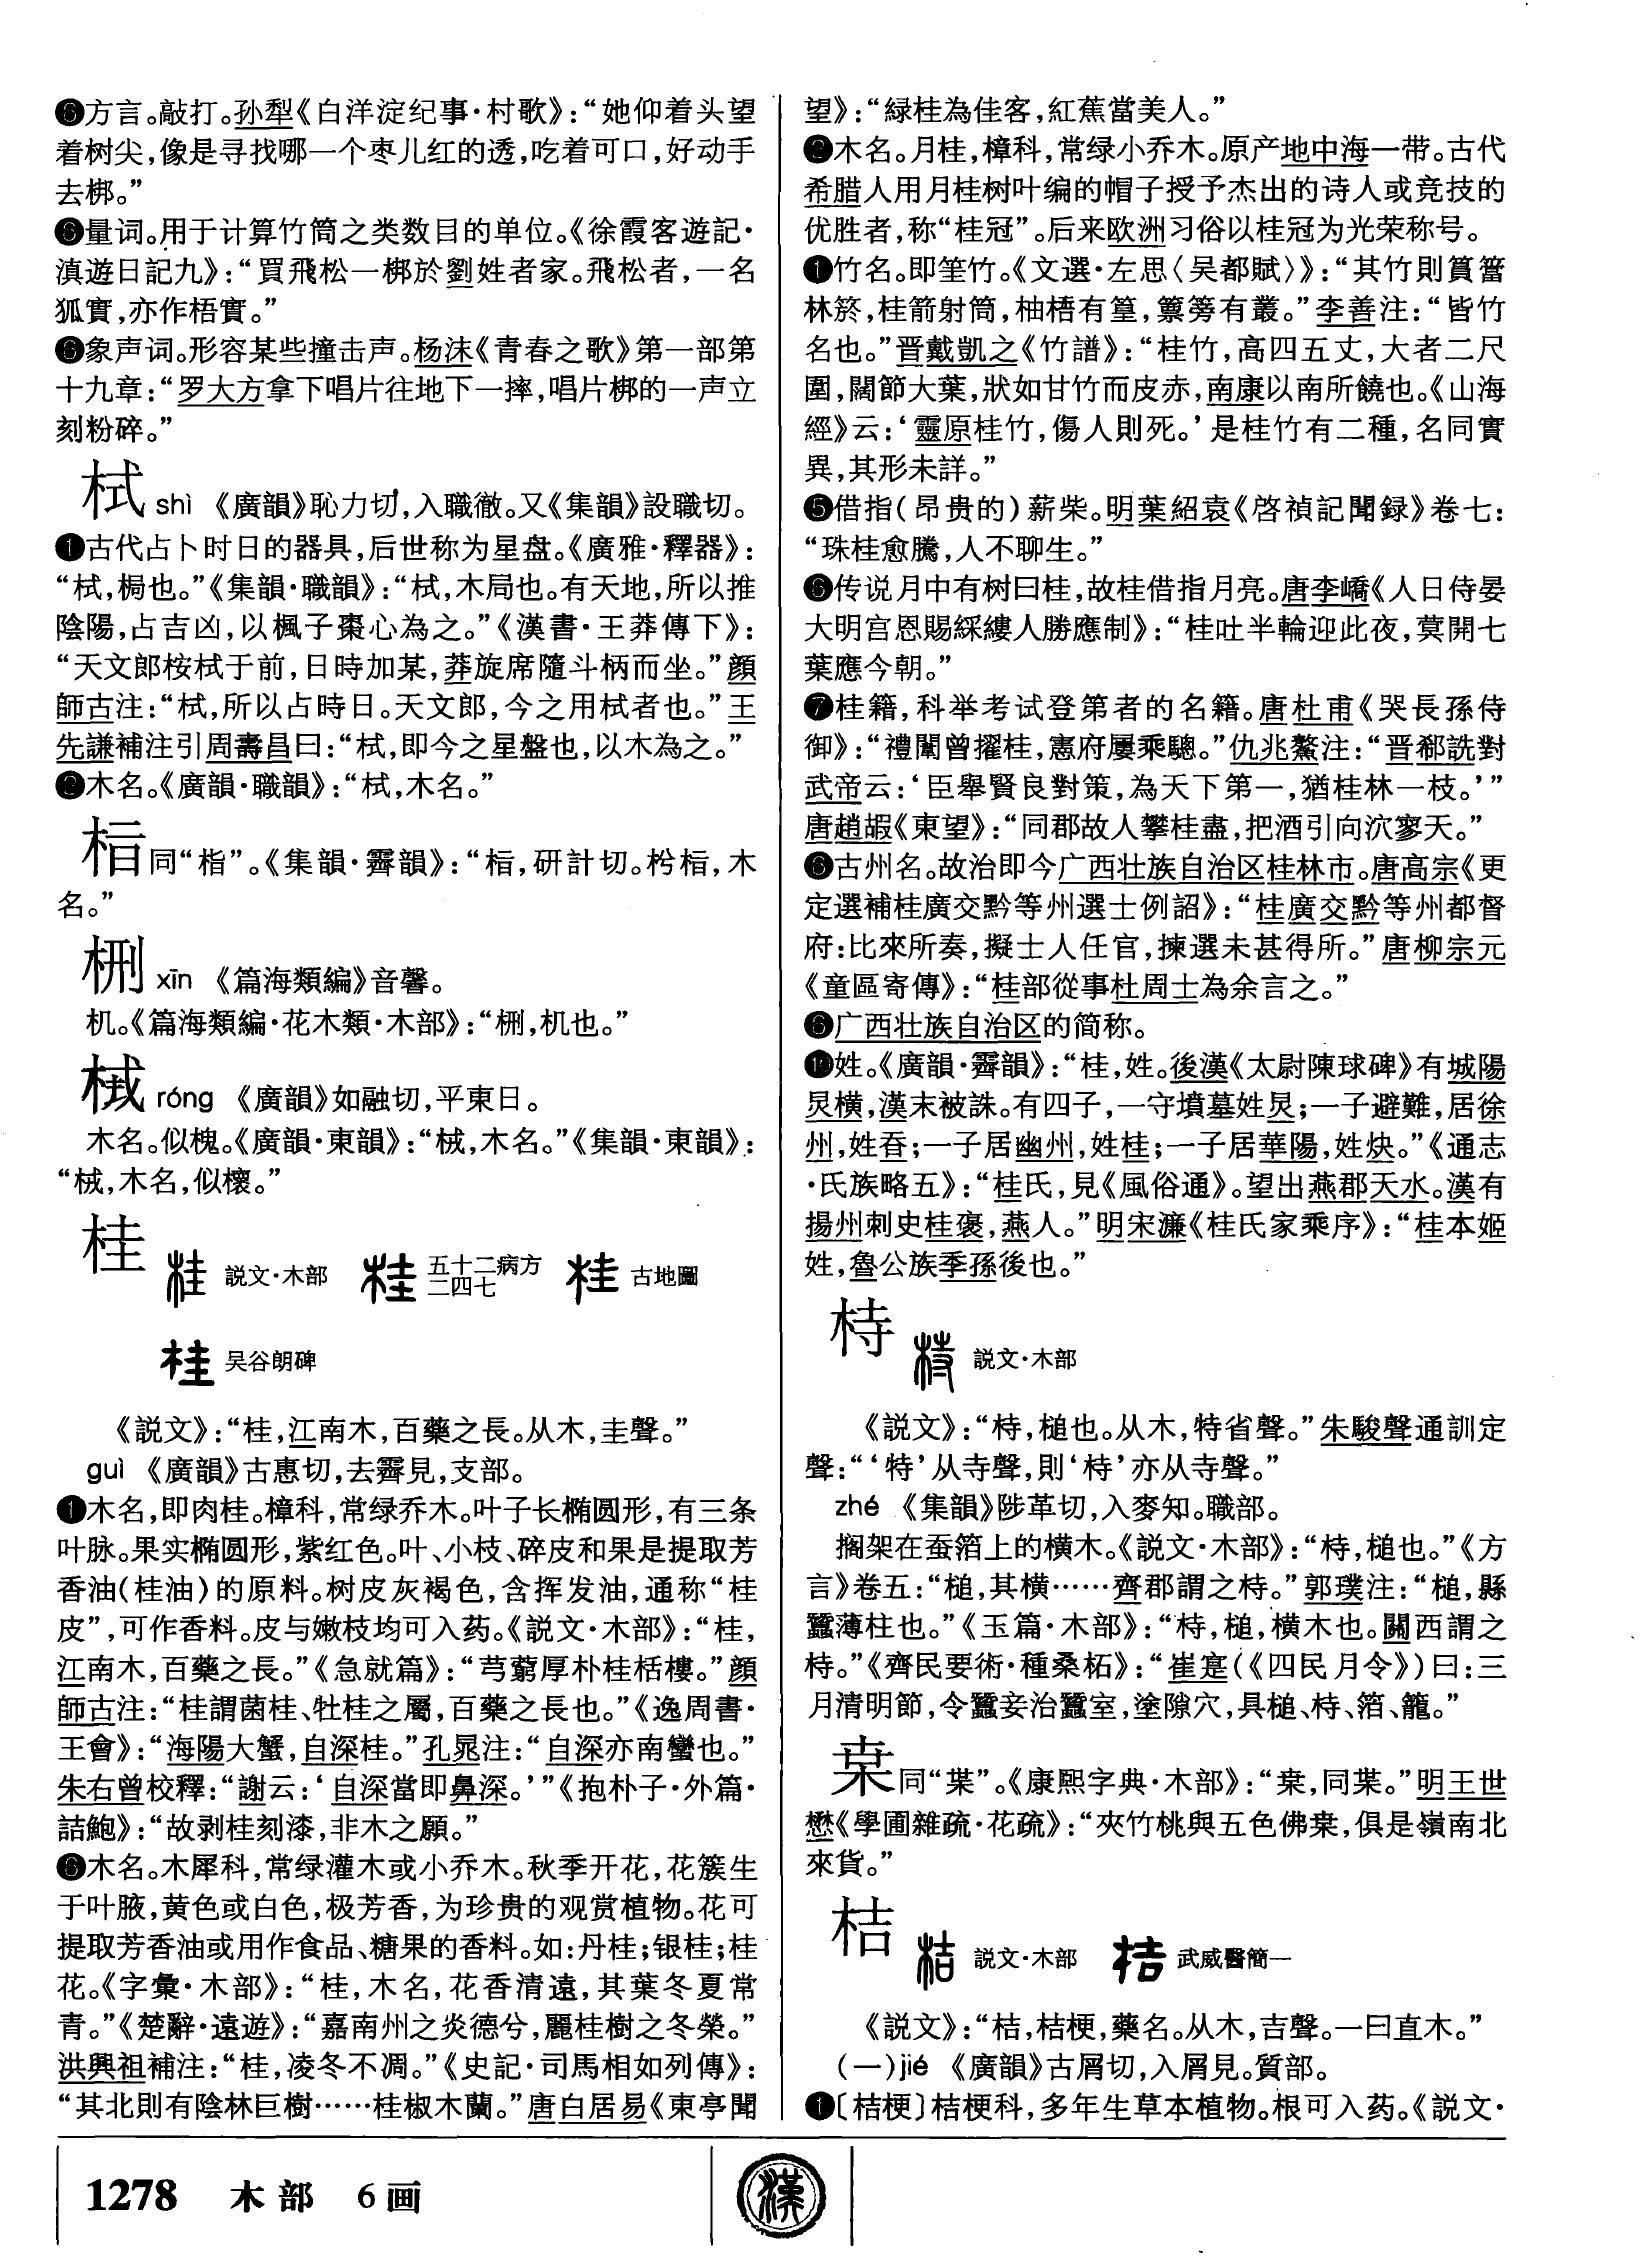 方言。敲打。孙犁《白洋淀纪事·村歌》：“她仰着头望
着树尖，像是寻找哪一个枣儿红的透，吃着可口，好动手
去梆。”
量词。用于计算竹筒之类数目的单位。《徐霞客遊記·
滇遊日記九》：“買飛松一梆於劉姓者家。飛松者，一名
狐實，亦作梧實。”
象声词。形容某些撞击声。杨沫《青春之歌》第一部第
十九章：“罗大方拿下唱片往地下一摔，唱片梆的一声立
刻粉碎。”
栻 shì 《廣韻》恥力切，入職徹。又《集韻》設職切。
❶古代占卜时日的器具，后世称为星盘。《廣雅·釋器》：
“栻，梮也。”《集韻·職韻》：“栻，木局也。有天地，所以推
陰陽，占吉凶，以楓子棗心為之。”《漢書·王莽傳下》：
“天文郎桉栻于前，日時加某，莽旋席隨斗柄而坐。”顔
師古注：“栻，所以占時日。天文郎，今之用栻者也。”王
先謙補注引周壽昌曰：“栻，即今之星盤也，以木為之。”
❷木名。《廣韻·職韻》：“栻，木名。”
同“栺”。《集韻·霽韻》：“，研計切。枍，木
名。”
xīn 《篇海類編》音馨。
机。《篇海類編·花木類·木部》：“，机也。”
栻 róng 《廣韻》如融切，平東日。
木名。似槐。《廣韻·東韻》：“，木名。”《集韻·東韻》：
“，木名，似檴。”
桂 説文·木部 五十二病方二四七 古地圖
吴谷朗碑
《説文》：“桂，江南木，百藥之長。从木，圭聲。”
guì 《廣韻》古惠切，去霽見，支部。
❶木名，即肉桂。樟科，常绿乔木。叶子长椭圆形，有三条
叶脉。果实椭圆形，紫红色。叶、小枝、碎皮和果是提取芳
香油（桂油）的原料。树皮灰褐色，含挥发油，通称“桂
皮”，可作香料。皮与嫩枝均可入药。《説文·木部》：“桂，
江南木，百藥之長。”《急就篇》：“芎藭厚朴桂栝樓。”顔
師古注：“桂謂菌桂、牡桂之屬，百藥之長也。”《逸周書·
王會》：“海陽大蟹，自深桂。”孔晁注：“自深亦南蠻也。”
朱右曾校釋：“謝云：‘自深當即鼻深。’”《抱朴子·外篇·
詰鮑》：“故剥桂刻漆，非木之願。”
木名。木犀科，常绿灌木或小乔木。秋季开花，花簇生
于叶腋，黄色或白色，极芳香，为珍贵的观赏植物。花可
提取芳香油或用作食品、糖果的香料。如：丹桂；银桂；桂
花。《字彙·木部》：“桂，木名，花香清遠，其葉冬夏常
青。”《楚辭·遠遊》：“嘉南州之炎德兮，麗桂樹之冬榮。”
洪興祖補注：“桂，凌冬不凋。”《史記·司馬相如列傳》：
“其北則有陰林巨樹……桂椒木蘭。”唐白居易《東亭閒
望》：“緑桂為佳客，紅蕉當美人。”
木名。月桂，樟科，常绿小乔木。原产地中海一带。古代
希腊人用月桂树叶编的帽子授予杰出的诗人或竞技的
优胜者，称“桂冠”。后来欧洲习俗以桂冠为光荣称号。
竹名。即筀竹。《文選·左思〈吴都賦〉》：“其竹則篔簹
林箊，桂箭射筒，柚梧有篁，篻簩有叢。”李善注：“皆竹
名也。”晋戴凱之《竹譜》：“桂竹，高四五丈，大者二尺
圍，闊節大葉，狀如甘竹而皮赤，南康以南所饒也。《山海
經》云：‘靈原桂竹，傷人則死。’是桂竹有二種，名同實
異，其形未詳。”
❺借指（昂贵的）薪柴。明葉紹袁《啓禎記聞録》卷七：
“珠桂愈騰，人不聊生。”
❻传说月中有树曰桂，故桂借指月亮。唐李嶠《人日侍晏
大明宫恩賜綵縷人勝應制》：“桂吐半輪迎此夜，蓂開七
葉應今朝。”
❼桂籍，科举考试登第者的名籍。唐杜甫《哭長孫侍
御》：“禮闈曾擢桂，憲府屢乘驄。”仇兆鰲注：“晋郗詵對
武帝云：‘臣舉賢良對策，為天下第一，猶桂林一枝。’”
唐趙嘏《東望》：“同郡故人攀桂盡，把酒引向泬寥天。”
古州名。故治即今广西壮族自治区桂林市。唐高宗《更
定選補桂廣交黔等州選士例詔》：“桂廣交黔等州都督
府：比來所奏，擬士人任官，揀選未甚得所。”唐柳宗元
《童區寄傳》：“桂部從事杜周士為余言之。”
广西壮族自治区的简称。
❿姓。《廣韻·霽韻》：“桂，姓。後漢《太尉陳球碑》有城陽
炅横，漢末被誅。有四子，一守墳墓姓炅；一子避難，居徐
州，姓吞；一子居幽州，姓桂；一子居華陽，姓炔。”《通志
·氏族略五》：“桂氏，見《風俗通》。望出燕郡天水。漢有
揚州刺史桂褒，燕人。”明宋濂《桂氏家乘序》：“桂本姬
姓，魯公族季孫後也。”
栫 説文·木部
《説文》：“㭙，槌也。从木，特省聲。”朱駿聲通訓定
聲：“‘特’从寺聲，則‘㭙’亦从寺聲。”
zhé 《集韻》陟革切，入麥知。職部。
搁架在蚕箔上的横木。《説文·木部》：“㭙，槌也。”《方
言》卷五：“槌，其横……齊郡謂之㭙。”郭璞注：“槌，縣
蠶薄柱也。”《玉篇·木部》：“㭙，槌，横木也。關西謂之
㭙。”《齊民要術·種桑柘》：“崔寔（《四民月令》）曰：三
月清明節，令蠶妾治蠶室，塗隙穴，具槌、㭙、箔、籠。”
枽 同“葉”。《康熙字典·木部》：“枽，同葉。”明王世
懋《學圃雜疏·花疏》：“夾竹桃與五色佛枽，俱是嶺南北
來貨。”
桔 説文·木部 武威醫簡一
《説文》：“桔，桔梗，藥名。从木，吉聲。一曰直木。”
（一）jié 《廣韻》古屑切，入屑見。質部。
❶〔桔梗〕桔梗科，多年生草本植物。根可入药。《説文·
1278 木部 6画
漢